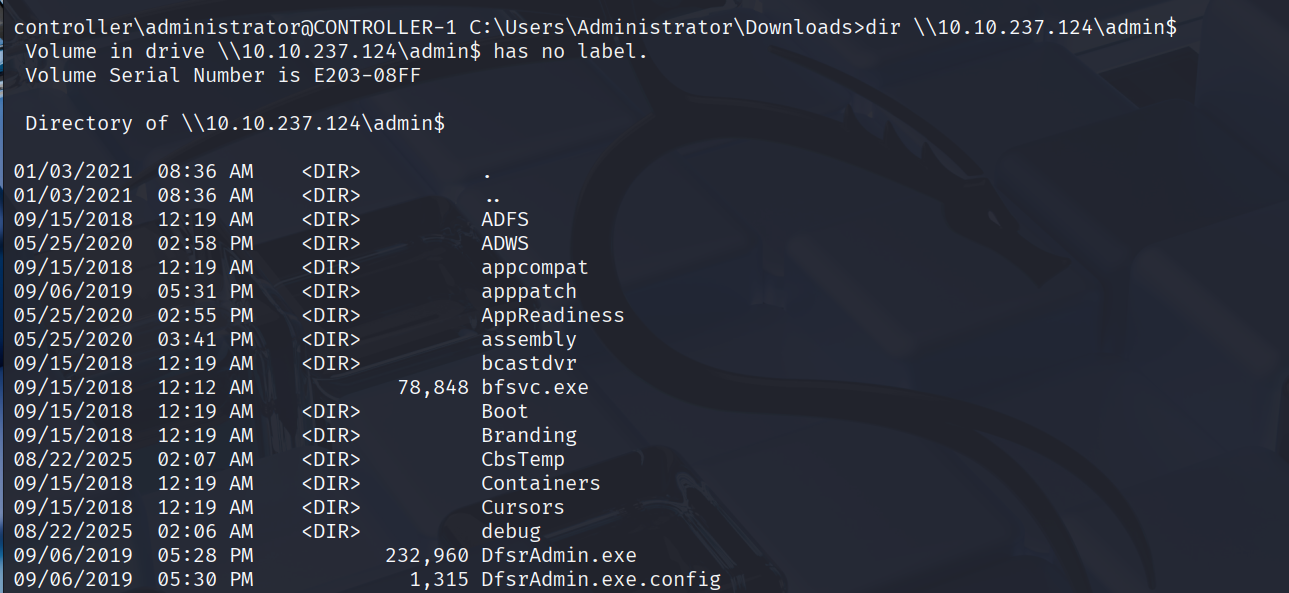 controller\administrator@CONTROLLER-1 C:\Users\Administrator\Downloads>dir \\10.10.237.124\admin$
 Volume in drive \\10.10.237.124\admin$ has no label.
 Volume Serial Number is E203-08FF

 Directory of \\10.10.237.124\admin$

01/03/2021  08:36 AM    <DIR>          .
01/03/2021  08:36 AM    <DIR>          ..
09/15/2018  12:19 AM    <DIR>          ADFS
05/25/2020  02:58 PM    <DIR>          ADWS
09/15/2018  12:19 AM    <DIR>          appcompat
09/06/2019  05:31 PM    <DIR>          apppatch
05/25/2020  02:55 PM    <DIR>          AppReadiness
05/25/2020  03:41 PM    <DIR>          assembly
09/15/2018  12:19 AM    <DIR>          bcastdvr
09/15/2018  12:12 AM            78,848 bfsvc.exe
09/15/2018  12:19 AM    <DIR>          Boot
09/15/2018  12:19 AM    <DIR>          Branding
08/22/2025  02:07 AM    <DIR>          CbsTemp
09/15/2018  12:19 AM    <DIR>          Containers
09/15/2018  12:19 AM    <DIR>          Cursors
08/22/2025  02:06 AM    <DIR>          debug
09/06/2019  05:28 PM           232,960 DfsrAdmin.exe
09/06/2019  05:30 PM             1,315 DfsrAdmin.exe.config